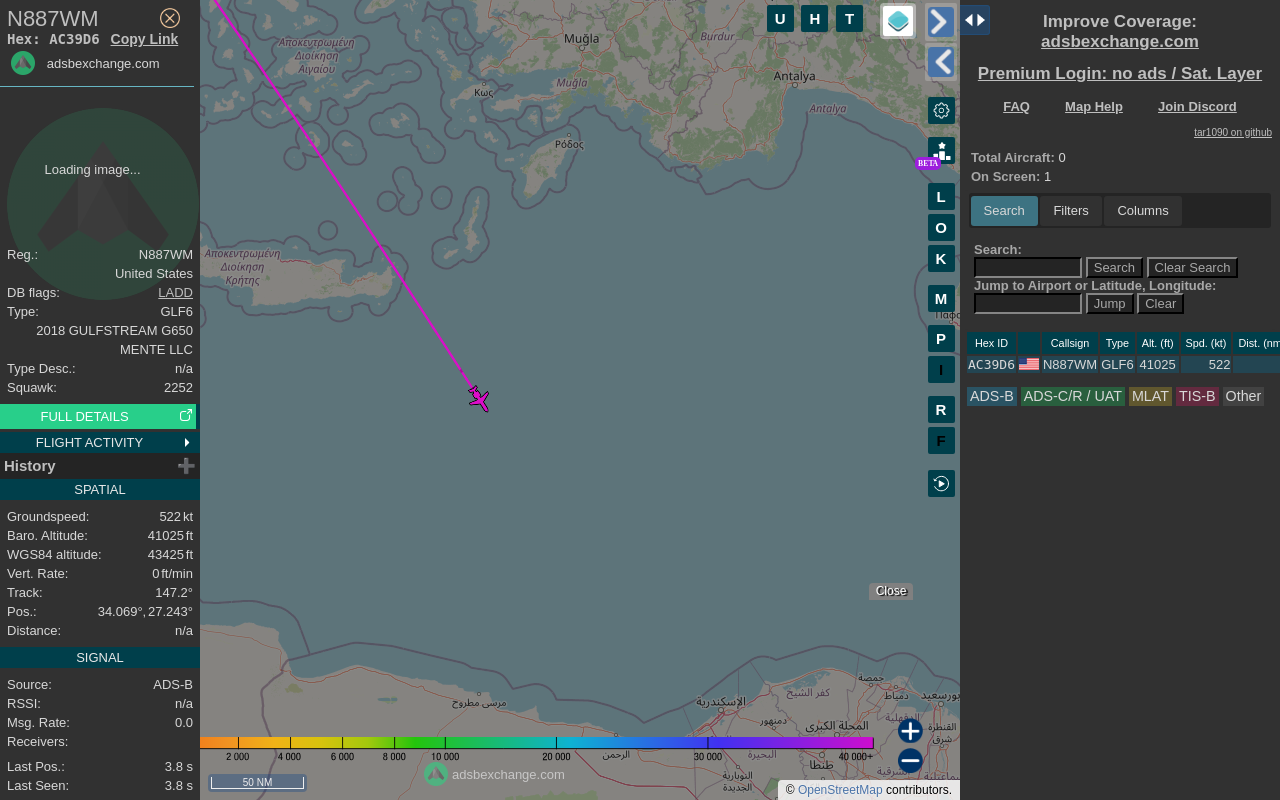 N887WM
Hex: AC39D6 Copy Link
adsbexchange.com
Loading image...
Reg.: N887WM
United States
DB flags: LADD
Type: GLF6
2018 GULFSTREAM G650
MENTE LLC
Type Desc.: n/a
Squawk: 2252
FULL DETAILS
FLIGHT ACTIVITY
History
SPATIAL
Groundspeed: 522 kt
Baro. Altitude: 41025 ft
WGS84 altitude: 43425 ft
Vert. Rate: 0 ft/min
Track: 147.2°
Pos.: 34.069°, 27.243°
Distance: n/a
SIGNAL
Source: ADS-B
RSSI: n/a
Msg. Rate: 0.0
Receivers:
Last Pos.: 3.8 s
Last Seen: 3.8 s
Αποκεντρωμένη
Διοίκηση
Αιγαίου
Muğla
Burdur
Antalya
Muğla
Κως
Antalya
Ρόδος
Αποκεντρωμένη
Διοίκηση
Κρήτης
U H T
BETA
L
O
K
M
P
I
R
F
Close
مرسى مطروح
الإسكندرية
كفر الشيخ
جمصة
دمياط
بورسعيد
دمنهور
المحلة الكبرى
الدقهلية
القنطرة
شرق
البحيرة
طنطا
النوبارية
الجديدة
2 000 4 000 6 000 8 000 10 000 20 000 30 000 40 000+
50 NM
adsbexchange.com
© OpenStreetMap contributors.
Improve Coverage:
adsbexchange.com
Premium Login: no ads / Sat. Layer
FAQ Map Help Join Discord
tar1090 on github
Total Aircraft: 0
On Screen: 1
Search Filters Columns
Search:
Search Clear Search
Jump to Airport or Latitude, Longitude:
Jump Clear
Hex ID Callsign Type Alt. (ft) Spd. (kt) Dist. (nm
AC39D6 N887WM GLF6 41025 522
ADS-B ADS-C/R / UAT MLAT TIS-B Other